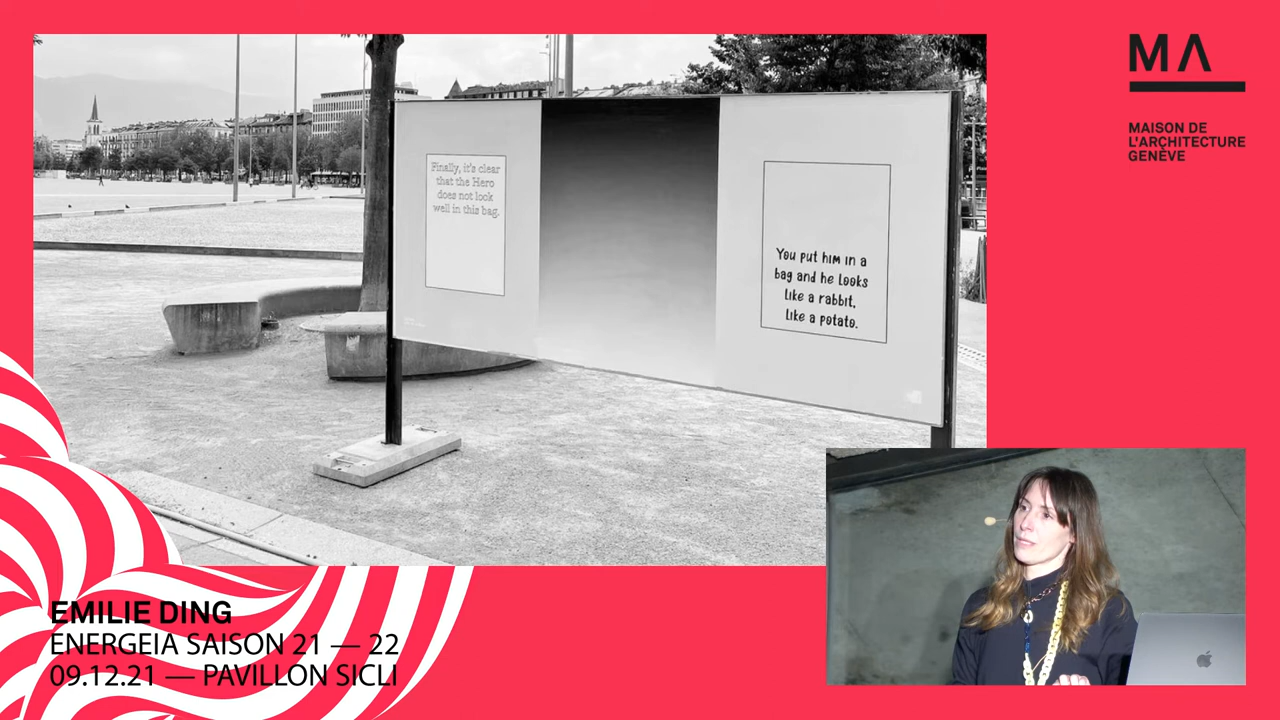 MA
MAISON DE
L'ARCHITECTURE
GENÈVE
Finally, it's clear
that the Hero
does not look
well in this bag.
You put him in a
bag and he looks
like a rabbit,
like a potato.
EMILIE DING
ENERGEIA SAISON 21 — 22
09.12.21 — PAVILLON SICLI